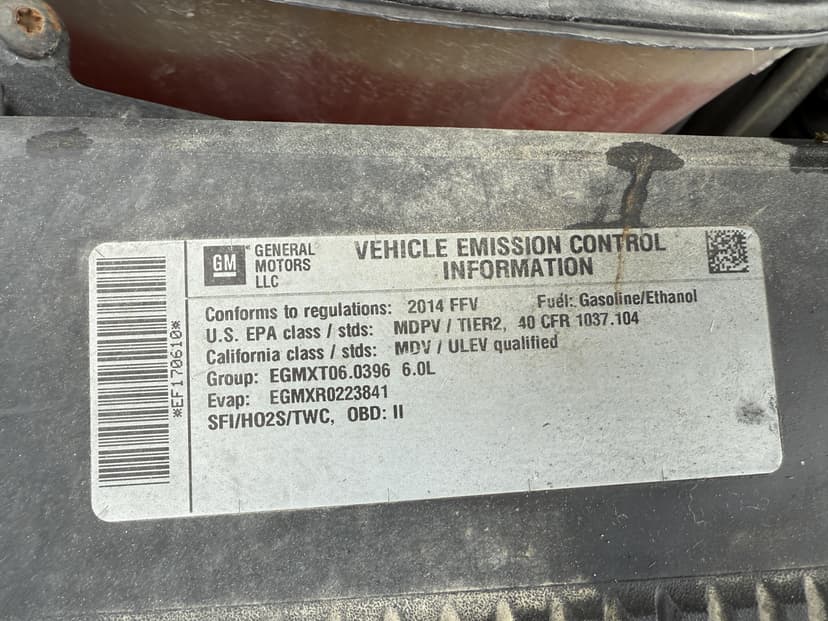 *EF170610*
GM
GENERAL
MOTORS
LLC
VEHICLE EMISSION CONTROL
INFORMATION
Conforms to regulations: 2014 FFV Fuel: Gasoline/Ethanol
U.S. EPA class / stds: MDPV / TIER2, 40 CFR 1037.104
California class / stds: MDV / ULEV qualified
Group: EGMXT06.0396 6.0L
Evap: EGMXR0223841
SFI/HO2S/TWC, OBD: II